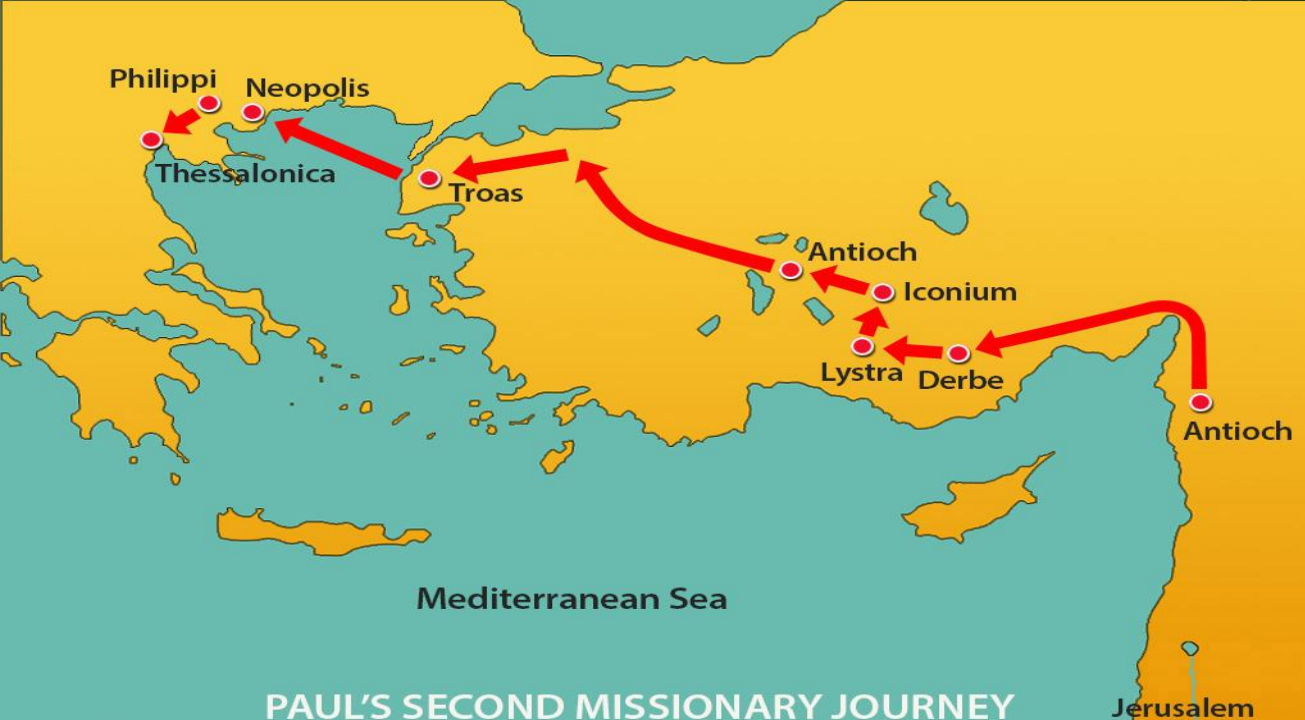 Philippi
Neopolis
Thessalonica
Troas
Antioch
Iconium
Lystra
Derbe
Antioch
Mediterranean Sea
PAUL'S SECOND MISSIONARY JOURNEY
Jerusalem